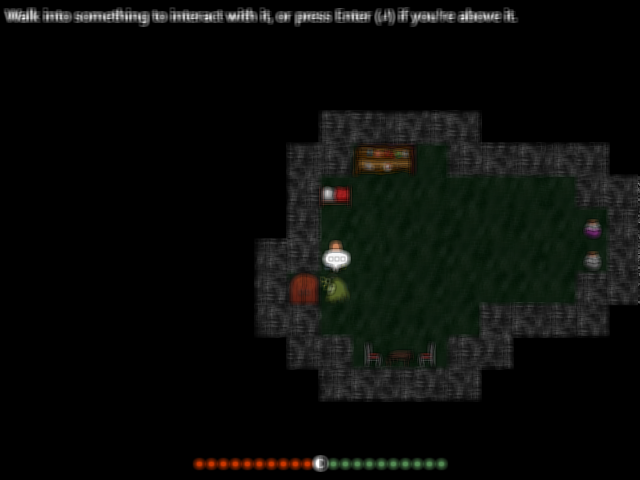 Walk into something to interact with it, or press Enter (↲) if you're above it.